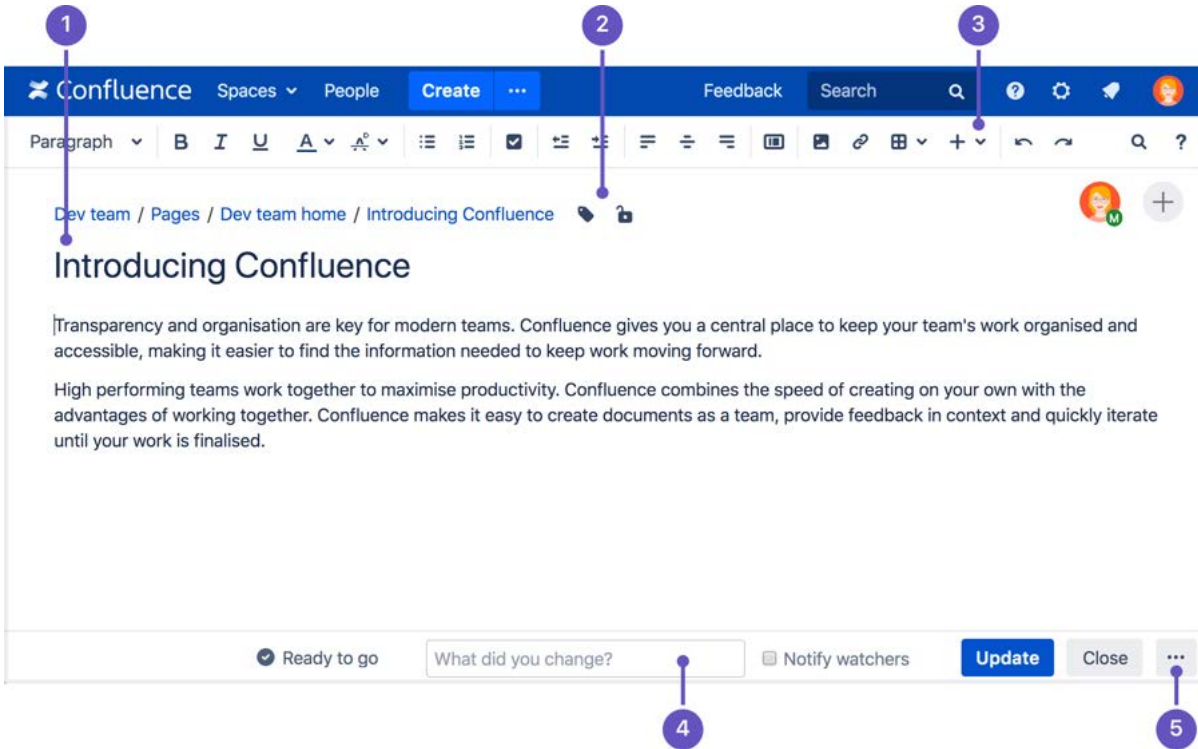 1 2 3
Confluence Spaces People Create ··· Feedback Search
Paragraph B I U A A ?
Dev team / Pages / Dev team home / Introducing Confluence
M
Introducing Confluence
Transparency and organisation are key for modern teams. Confluence gives you a central place to keep your team's work organised and
accessible, making it easier to find the information needed to keep work moving forward.
High performing teams work together to maximise productivity. Confluence combines the speed of creating on your own with the
advantages of working together. Confluence makes it easy to create documents as a team, provide feedback in context and quickly iterate
until your work is finalised.
Ready to go What did you change? Notify watchers Update Close ···
4 5